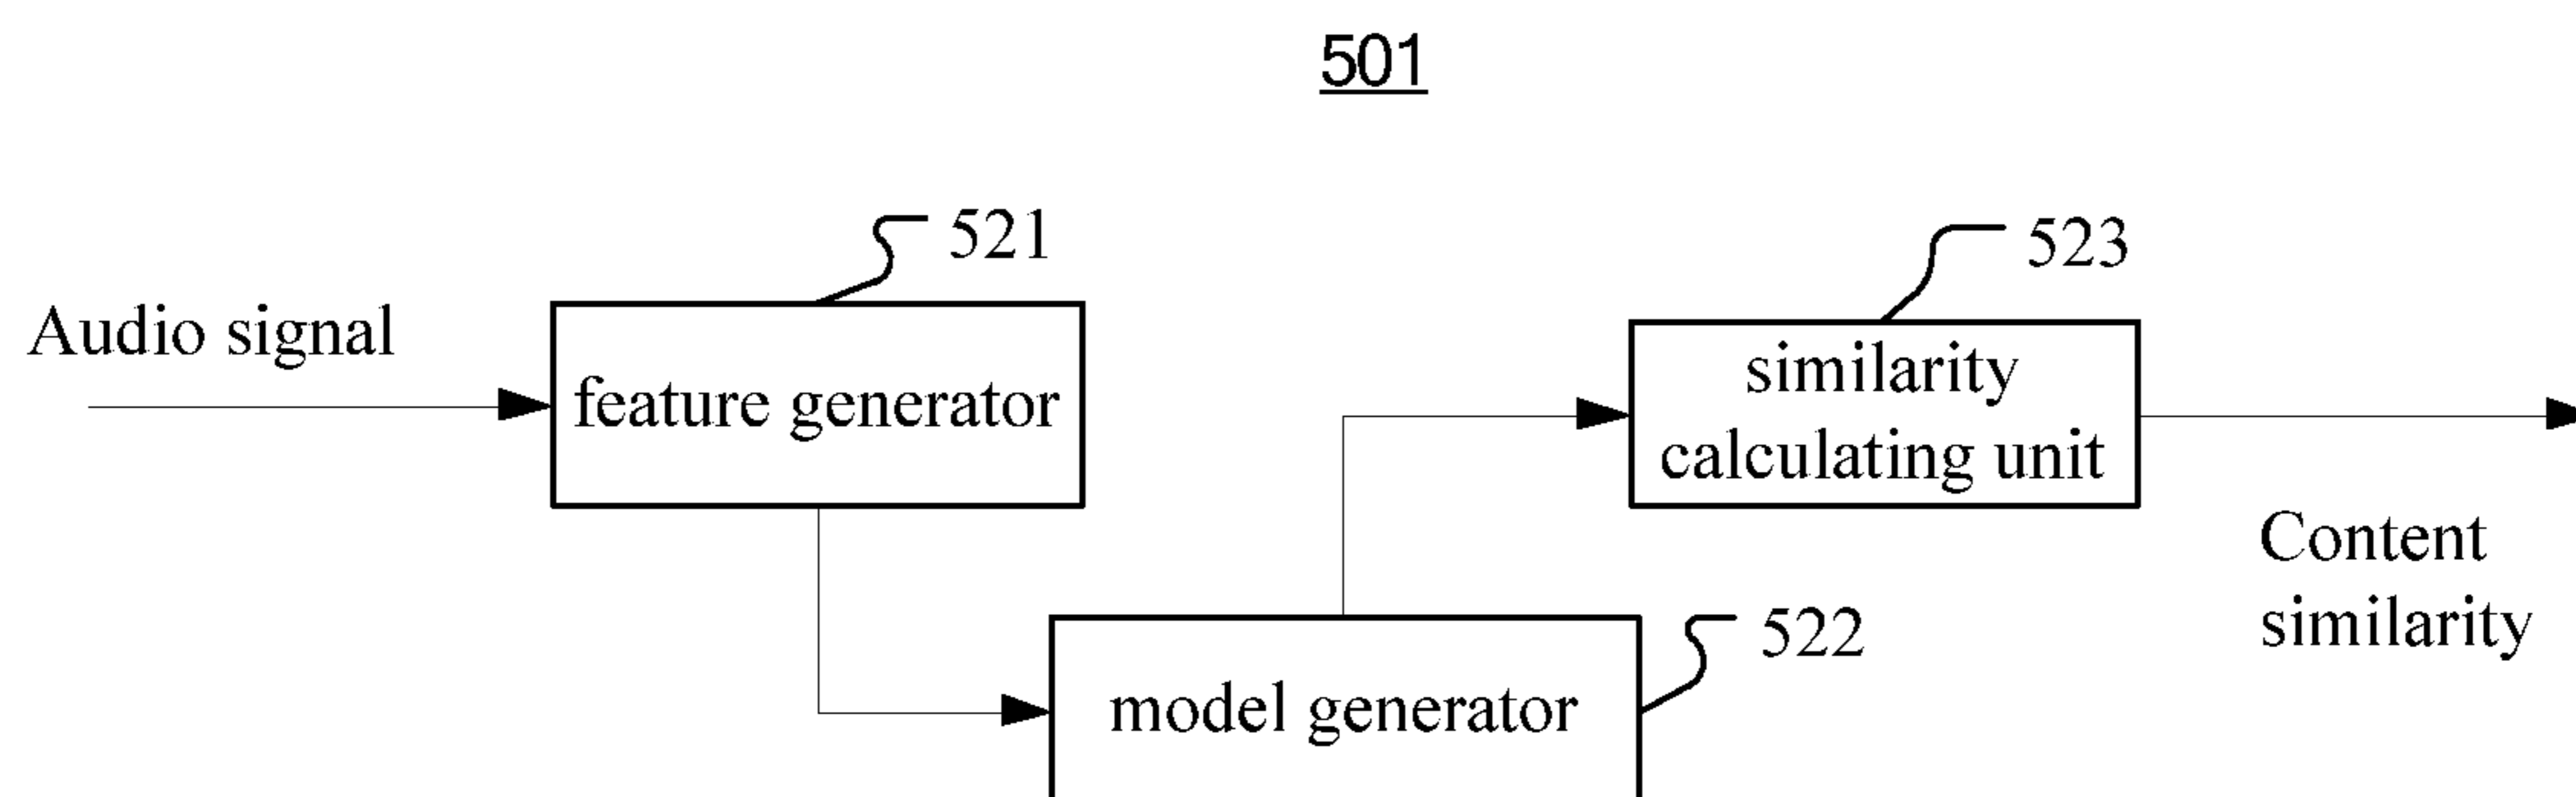 501
521
523
Audio signal
feature generator
similarity
calculating unit
Content
similarity
522
model generator